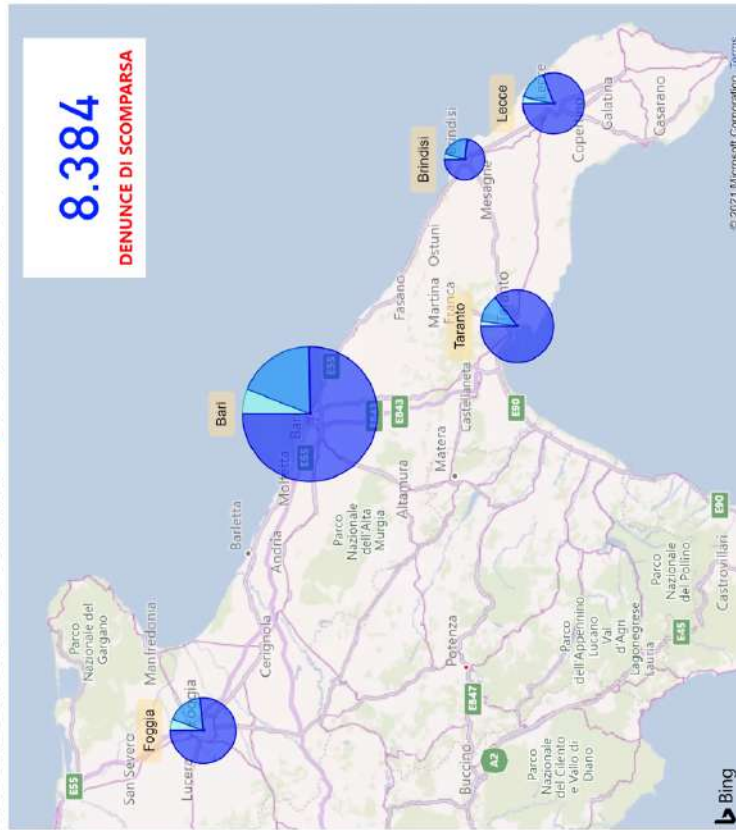 8.384
DENUNCE DI SCOMPARSA
E55
Parco
Nazionale del
Gargano
San Severo
Manfredonia
Foggia
Lucera
Barletta
Bari
Cerignola
Andria
Molfetta
E55
E55
Parco
Nazionale
dell'Alta
Murgia
E843
Altamura
Fasano
Ostuni
Brindisi
Martina
Franca
Matera
Castellaneta
Taranto
Mesagne
Lecce
Potenza
E847
E90
Buccino
A2
Parco
Nazionale
del Cilento
e Vallo di
Diano
Parco
dell'Appennino
Lucano
Val
d'Agri
Lagonegrese
Lauria
Galatina
Casarano
Parco
Nazionale
del Pollino
E45
E90
Castrovillari
Bing
© 2021 Microsoft Corporation Terms